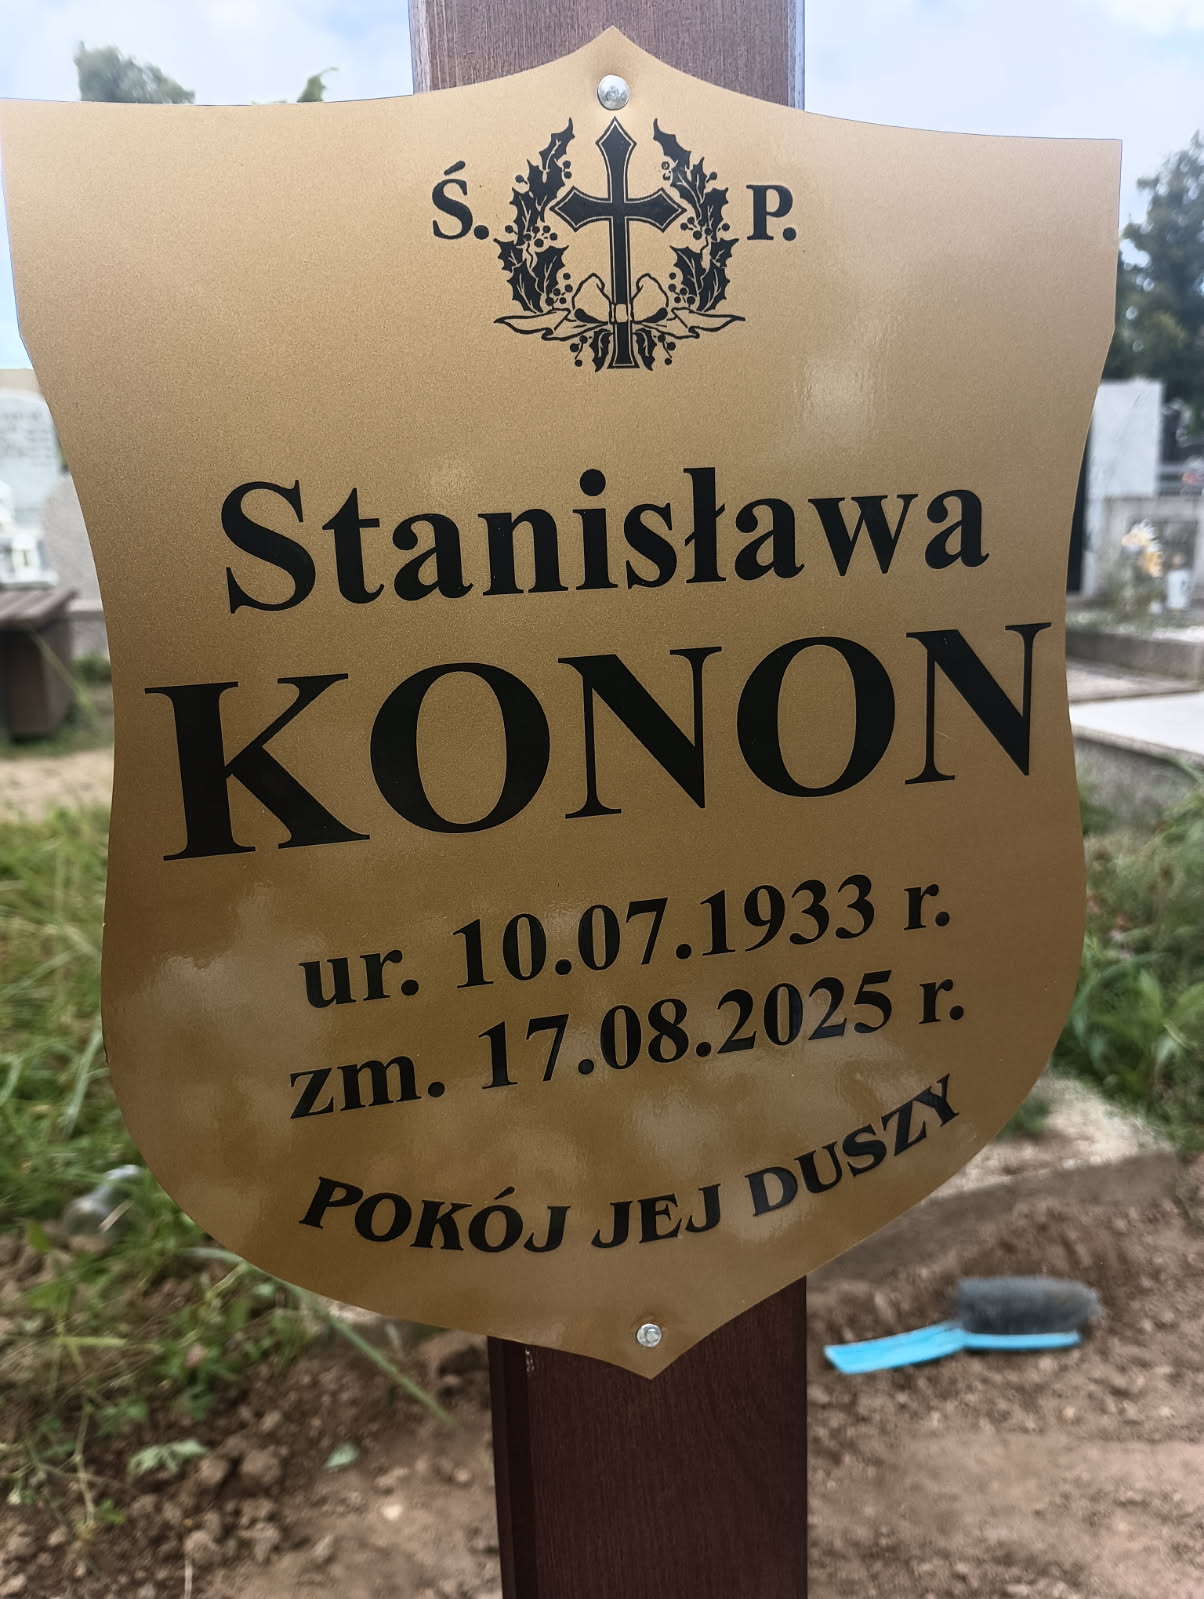 Ś. P.
Stanisława
KONON
ur. 10.07.1933 r.
zm. 17.08.2025 r.
POKÓJ JEJ DUSZY